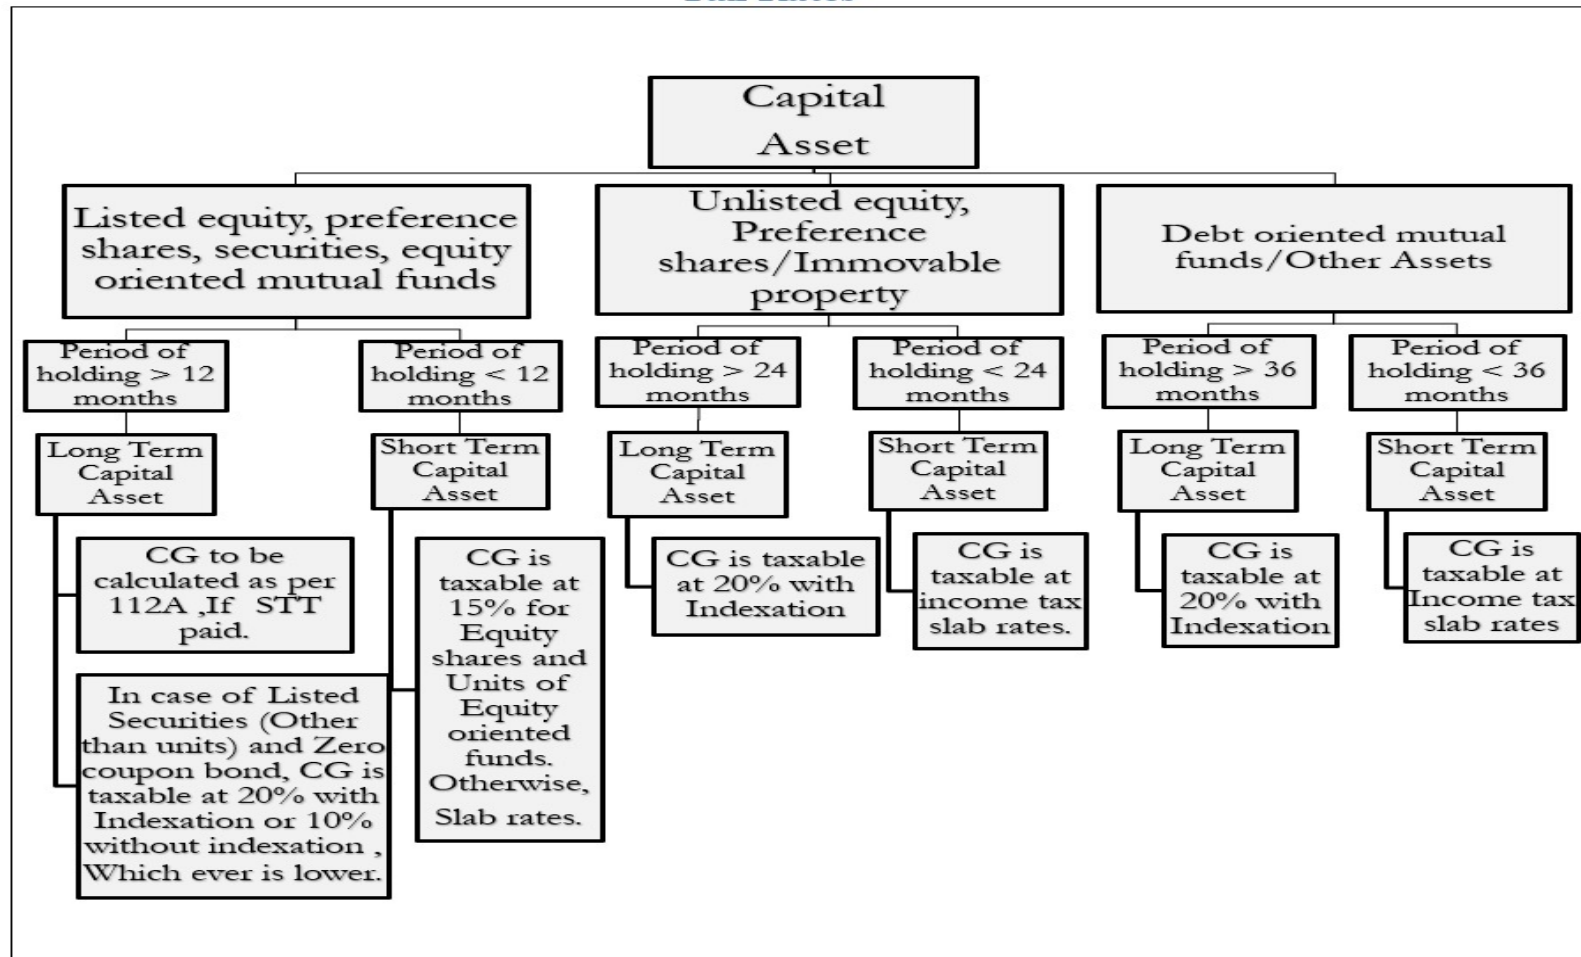 Capital
Asset
Listed equity, preference
shares, securities, equity
oriented mutual funds
Unlisted equity,
Preference
shares/Immovable
property
Debt oriented mutual
funds/Other Assets
Period of
holding > 12
months
Period of
holding < 12
months
Period of
holding > 24
months
Period of
holding < 24
months
Period of
holding > 36
months
Period of
holding < 36
months
Long Term
Capital
Asset
Short Term
Capital
Asset
Long Term
Capital
Asset
Short Term
Capital
Asset
Long Term
Capital
Asset
Short Term
Capital
Asset
CG to be
calculated as per
112A ,If STT
paid.
In case of Listed
Securities (Other
than units) and Zero
coupon bond, CG is
taxable at 20% with
Indexation or 10%
without indexation ,
Which ever is lower.
CG is
taxable at
15% for
Equity
shares and
Units of
Equity
oriented
funds.
Otherwise,
Slab rates.
CG is taxable
at 20% with
Indexation
CG is
taxable at
income tax
slab rates.
CG is
taxable at
20% with
Indexation
CG is
taxable at
Income tax
slab rates